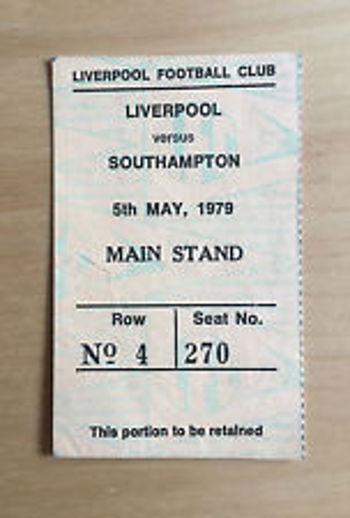 LIVERPOOL FOOTBALL CLUB
LIVERPOOL
versus
SOUTHAMPTON
5th MAY, 1979
MAIN STAND
Row Seat No.
Nº 4 270
This portion to be retained